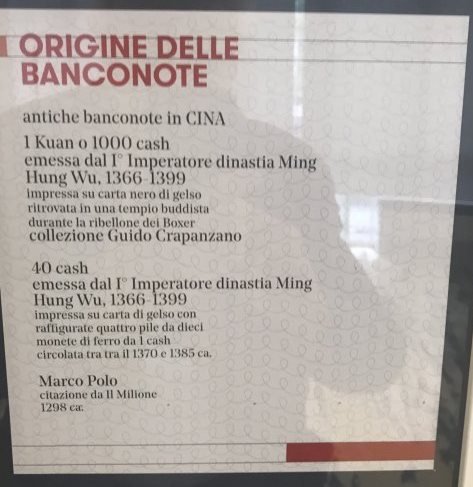 ORIGINE DELLE
BANCONOTE
antiche banconote in CINA
1 Kuan o 1000 cash
emessa dal I° Imperatore dinastia Ming
Hung Wu, 1366-1399
impressa su carta nero di gelso
ritrovata in una tempio buddista
durante la ribellone dei Boxer
collezione Guido Crapanzano
40 cash
emessa dal I° Imperatore dinastia Ming
Hung Wu, 1366-1399
impressa su carta di gelso con
raffigurate quattro pile da dieci
monete di ferro da 1 cash
circolata tra tra il 1370 e 1385 ca.
Marco Polo
citazione da Il Milione
1298 ca.